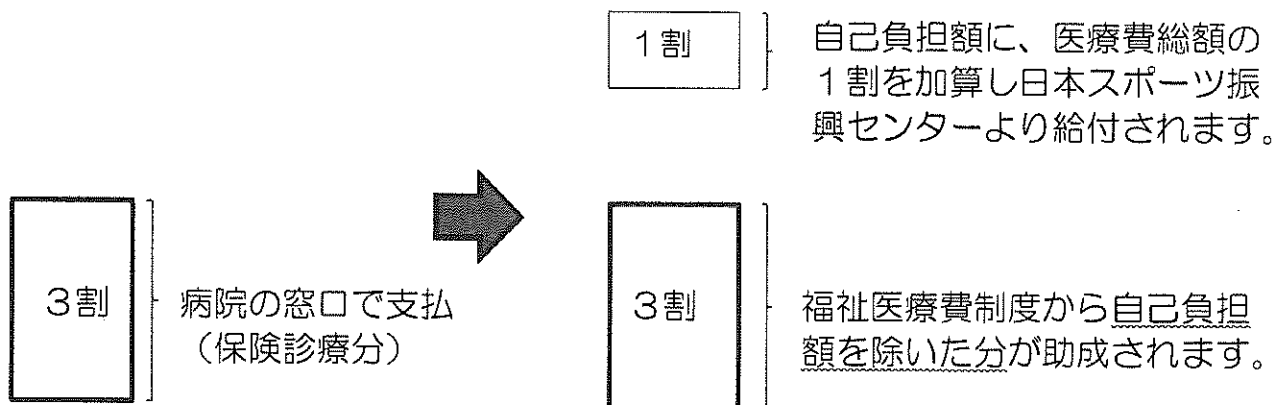 1割
自己負担額に、医療費総額の
1割を加算し日本スポーツ振
興センターより給付されます。
3割
病院の窓口で支払
（保険診療分）
3割
福祉医療費制度から自己負担
額を除いた分が助成されます。